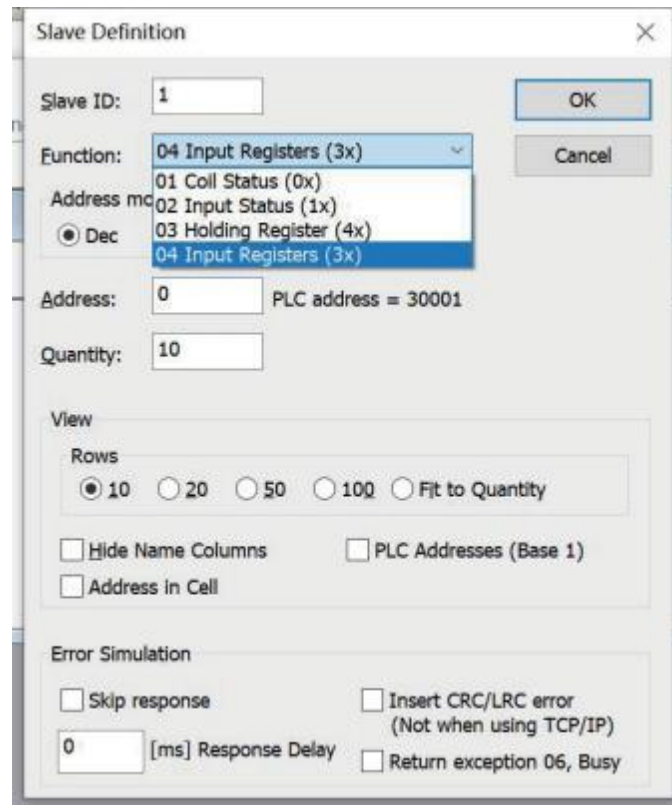 Slave Definition
Slave ID:
1
OK
Function:
04 Input Registers (3x)
Cancel
01 Coil Status (0x)
02 Input Status (1x)
03 Holding Register (4x)
04 Input Registers (3x)
Address mo
Dec
Address:
0
PLC address = 30001
Quantity:
10
View
Rows
10
20
50
100
Fit to Quantity
Hide Name Columns
PLC Addresses (Base 1)
Address in Cell
Error Simulation
Skip response
Insert CRC/LRC error
(Not when using TCP/IP)
0
[ms] Response Delay
Return exception 06, Busy